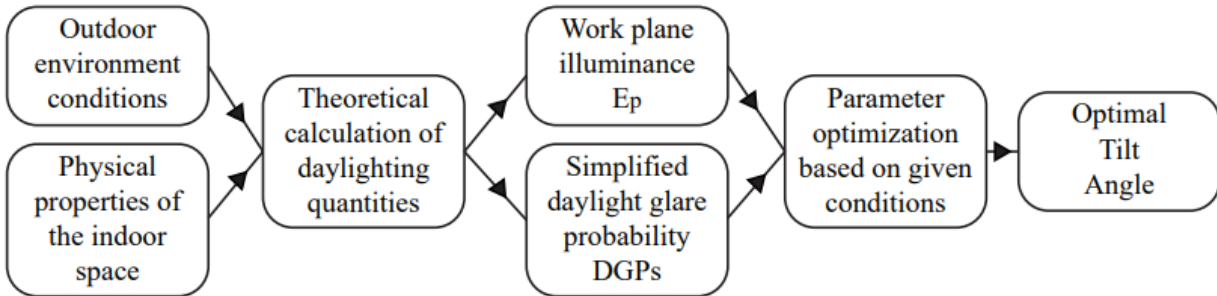 Outdoor
environment
conditions
Physical
properties of
the indoor
space
Theoretical
calculation of
daylighting
quantities
Work plane
illuminance
Ep
Simplified
daylight glare
probability
DGPs
Parameter
optimization
based on given
conditions
Optimal
Tilt
Angle